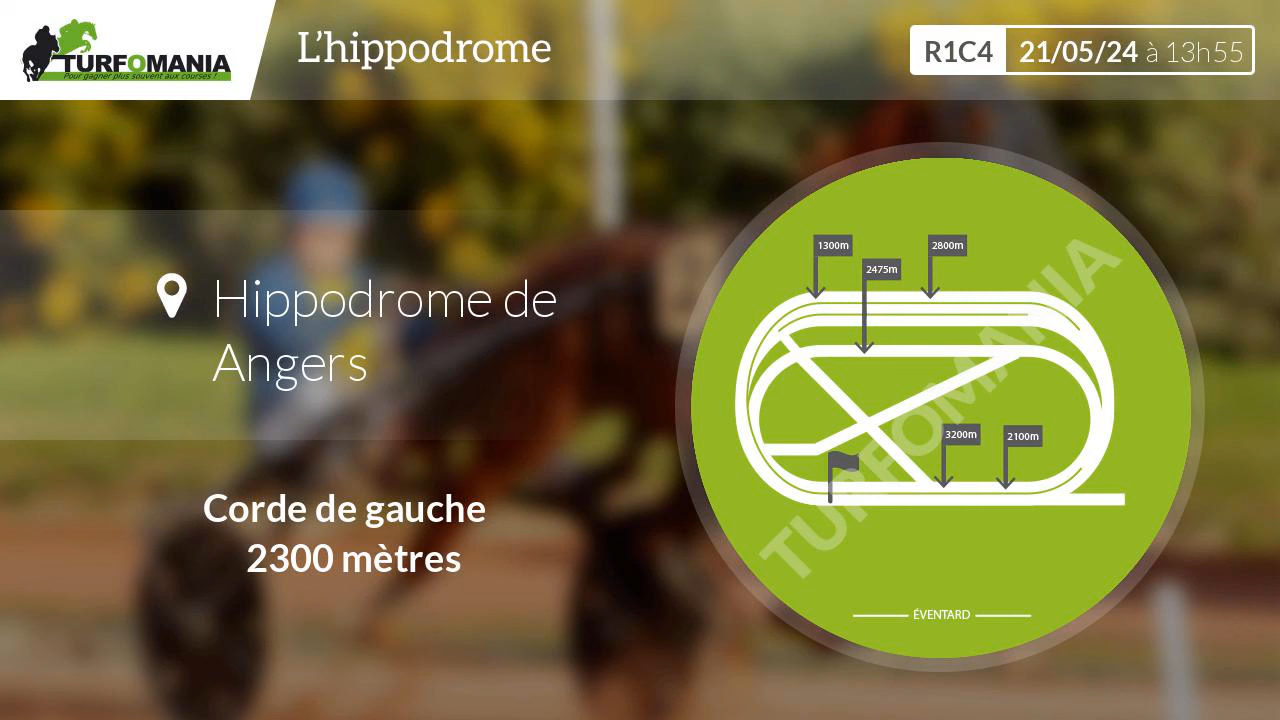 TURFOMANIA
Pour gagner plus souvent aux courses !
L'hippodrome
R1C4 21/05/24 à 13h55
Hippodrome de
Angers
Corde de gauche
2300 mètres
1300m
2800m
2475m
3200m
2100m
TURFOMANIA
ÉVENTARD